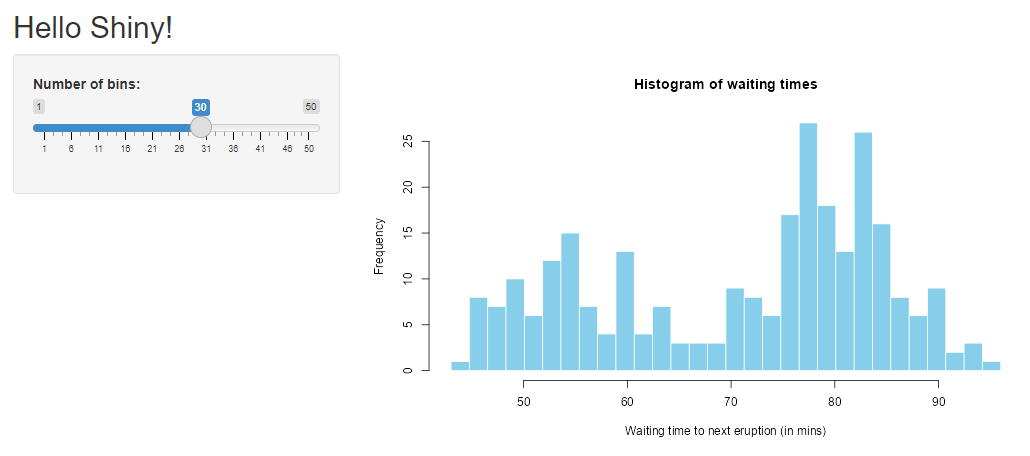 Hello Shiny!
Number of bins:
1 30 50
1 6 11 16 21 26 31 36 41 46 50
Histogram of waiting times
Frequency
25
20
15
10
5
0
50 60 70 80 90
Waiting time to next eruption (in mins)